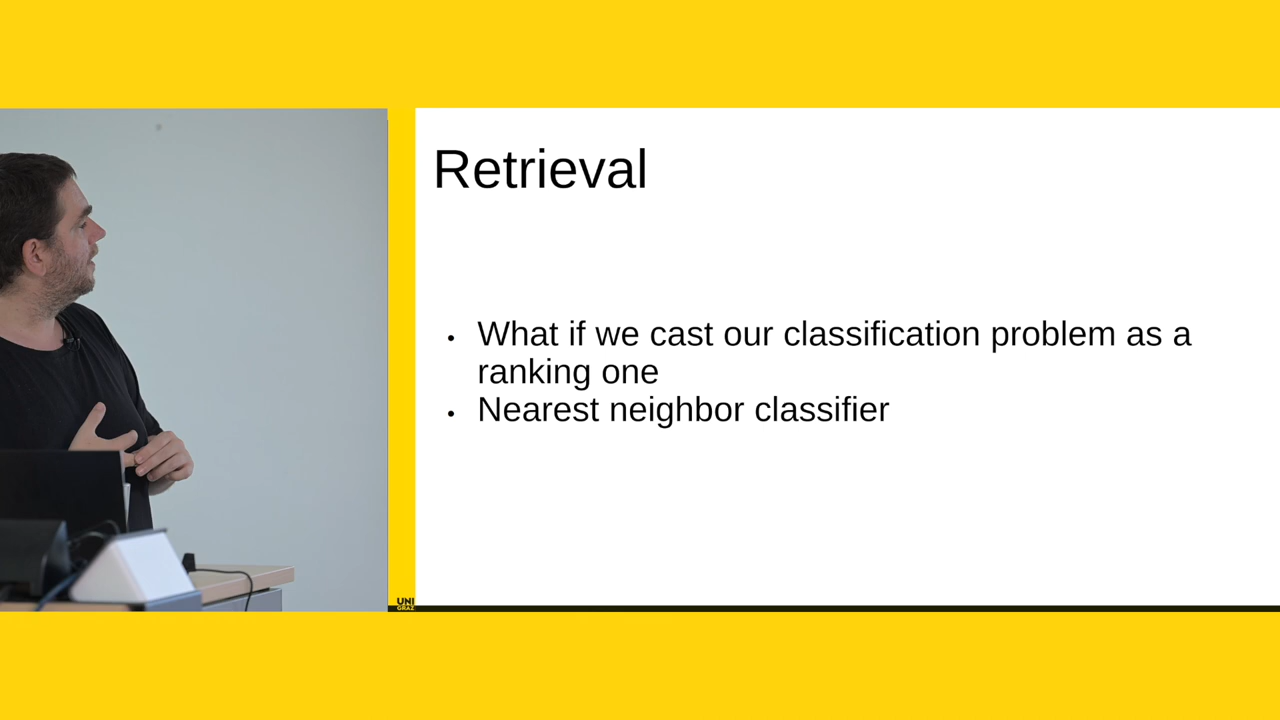 Retrieval
• What if we cast our classification problem as a
ranking one
• Nearest neighbor classifier
UNI
GRAZ